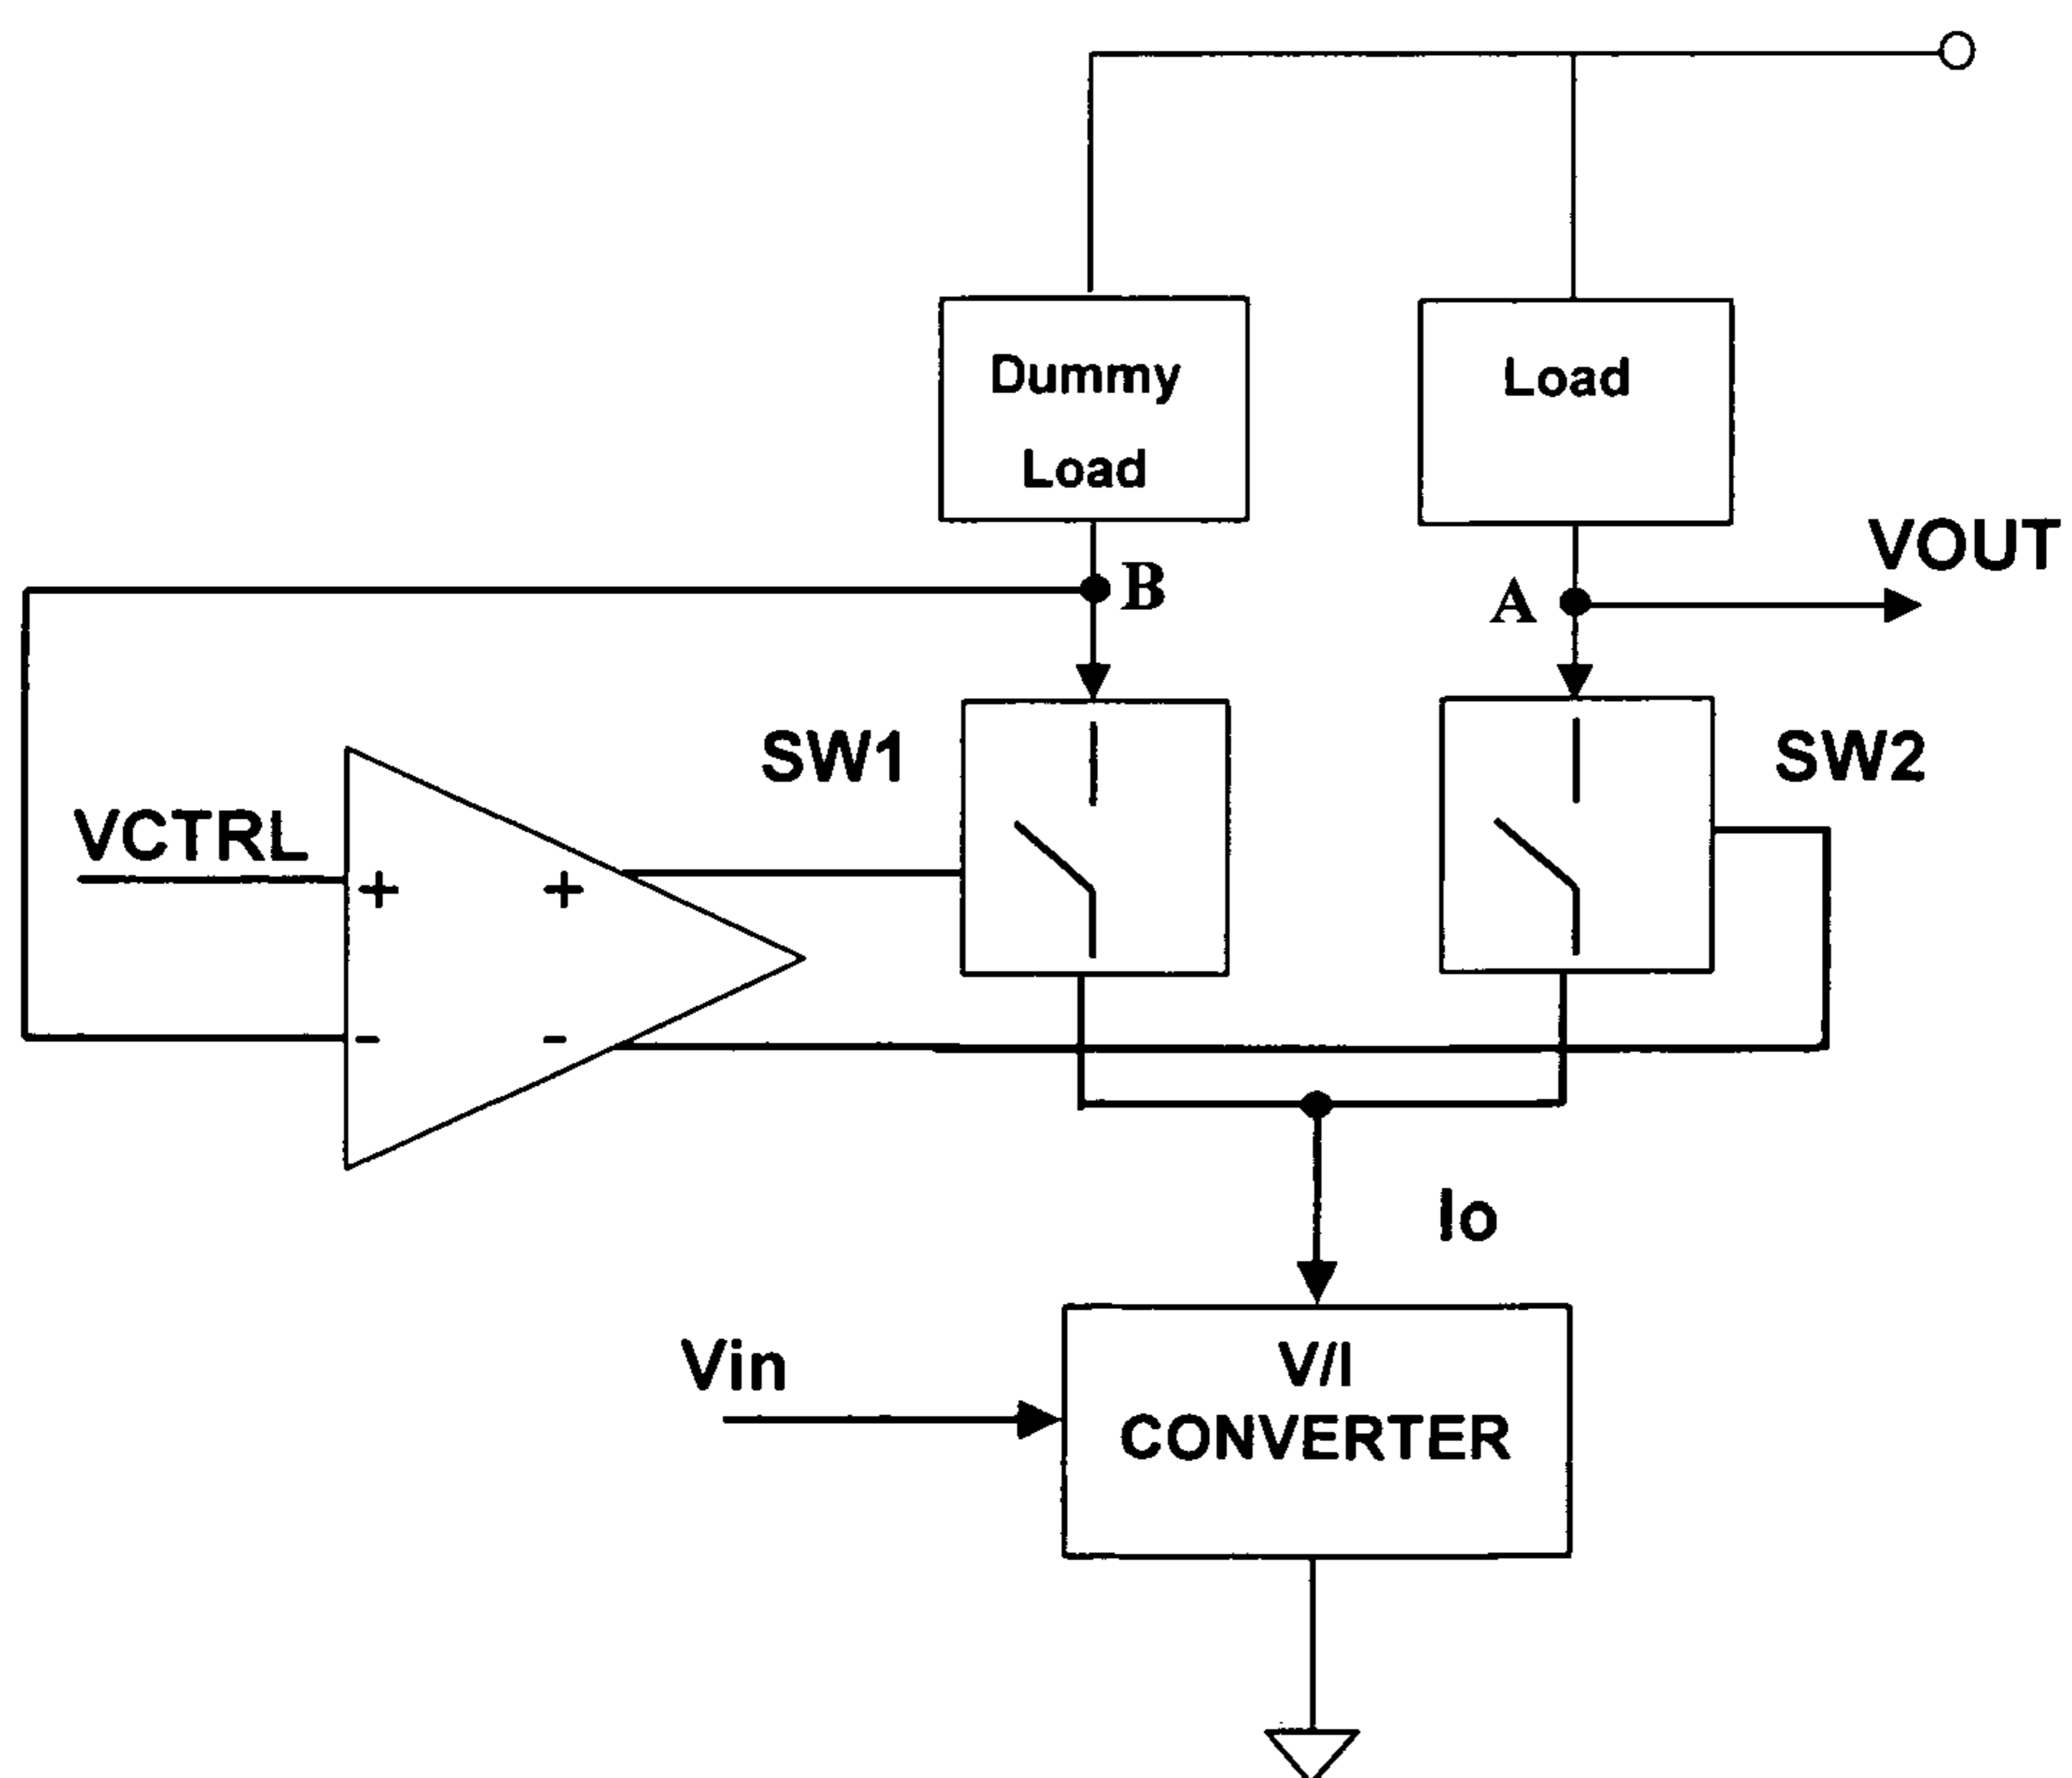 Dummy
Load
Load
VOUT
B
A
SW1
SW2
VCTRL
+ +
- -
Io
Vin
V/I
CONVERTER